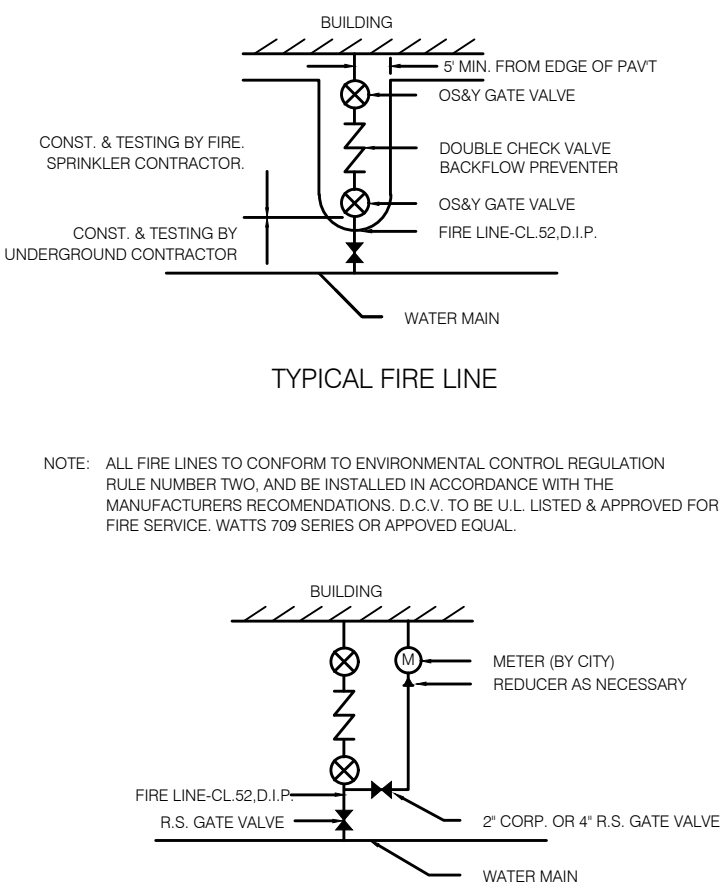 BUILDING
5' MIN. FROM EDGE OF PAV'T
OS&Y GATE VALVE
CONST. & TESTING BY FIRE.
SPRINKLER CONTRACTOR.
DOUBLE CHECK VALVE
BACKFLOW PREVENTER
OS&Y GATE VALVE
CONST. & TESTING BY
UNDERGROUND CONTRACTOR
FIRE LINE-CL.52,D.I.P.
WATER MAIN
TYPICAL FIRE LINE
NOTE: ALL FIRE LINES TO CONFORM TO ENVIRONMENTAL CONTROL REGULATION
RULE NUMBER TWO, AND BE INSTALLED IN ACCORDANCE WITH THE
MANUFACTURERS RECOMENDATIONS. D.C.V. TO BE U.L. LISTED & APPROVED FOR
FIRE SERVICE. WATTS 709 SERIES OR APPOVED EQUAL.
BUILDING
M
METER (BY CITY)
REDUCER AS NECESSARY
FIRE LINE-CL.52,D.I.P.
R.S. GATE VALVE
2" CORP. OR 4" R.S. GATE VALVE
WATER MAIN